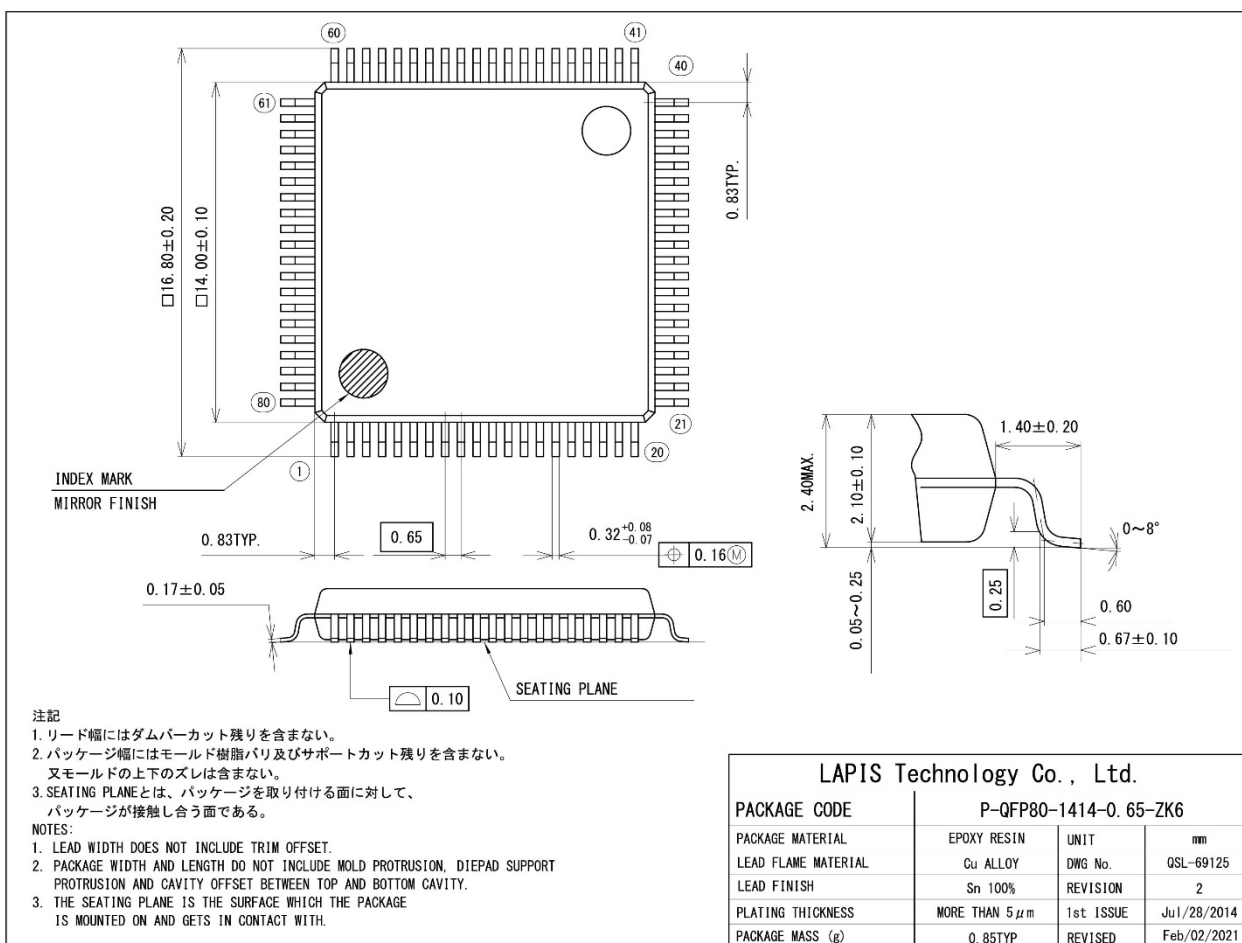 60
41
40
61
0.83TYP.
□16.80±0.20
□14.00±0.10
80
21
1
20
INDEX MARK
MIRROR FINISH
0.83TYP.
0.65
0.32 +0.08 -0.07
⌖ 0.16Ⓜ
0.17±0.05
⌓ 0.10
SEATING PLANE
1.40±0.20
2.40MAX.
2.10±0.10
0~8°
0.25
0.05~0.25
0.60
0.67±0.10
注記
1.リード幅にはダムバーカット残りを含まない。
2.パッケージ幅にはモールド樹脂バリ及びサポートカット残りを含まない。
又モールドの上下のズレは含まない。
3.SEATING PLANEとは、パッケージを取り付ける面に対して、
パッケージが接触し合う面である。
NOTES:
1. LEAD WIDTH DOES NOT INCLUDE TRIM OFFSET.
2. PACKAGE WIDTH AND LENGTH DO NOT INCLUDE MOLD PROTRUSION, DIEPAD SUPPORT
PROTRUSION AND CAVITY OFFSET BETWEEN TOP AND BOTTOM CAVITY.
3. THE SEATING PLANE IS THE SURFACE WHICH THE PACKAGE
IS MOUNTED ON AND GETS IN CONTACT WITH.
LAPIS Technology Co., Ltd.
PACKAGE CODE P-QFP80-1414-0.65-ZK6
PACKAGE MATERIAL EPOXY RESIN UNIT mm
LEAD FLAME MATERIAL Cu ALLOY DWG No. QSL-69125
LEAD FINISH Sn 100% REVISION 2
PLATING THICKNESS MORE THAN 5μm 1st ISSUE Jul/28/2014
PACKAGE MASS (g) 0.85TYP REVISED Feb/02/2021